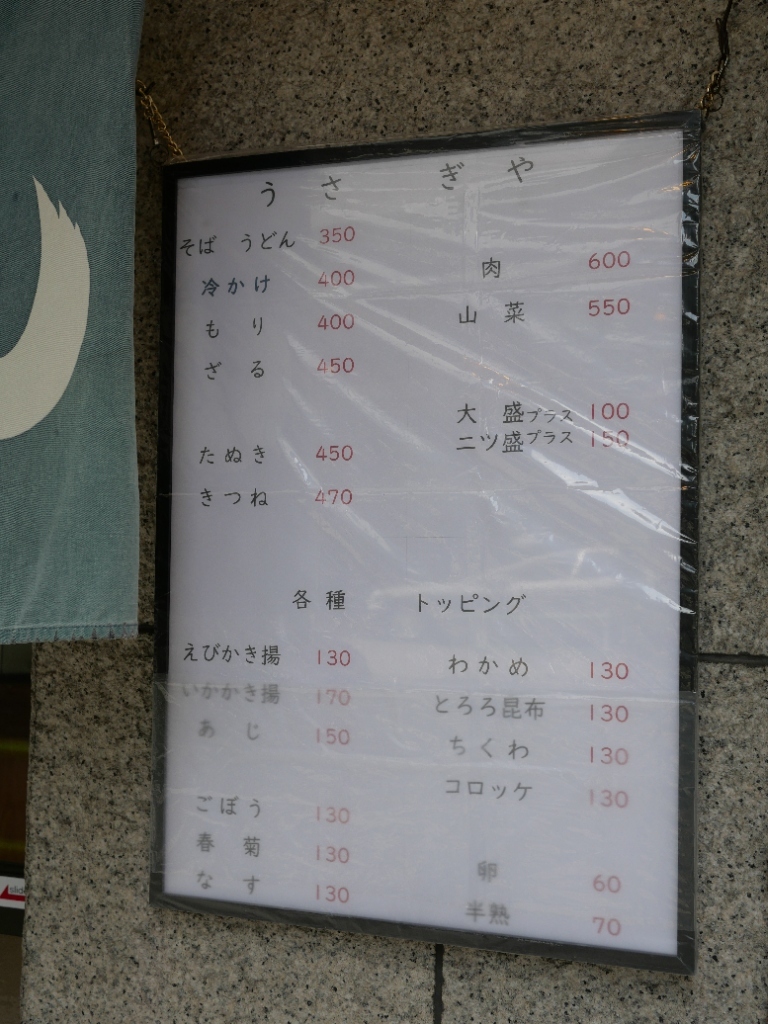 うさぎや
そば うどん 350
冷かけ 400
もり 400
ざる 450
たぬき 450
きつね 470
肉 600
山菜 550
大盛プラス 100
ニツ盛プラス 150
各種 トッピング
えびかき揚 130
いかかき揚 170
あじ 150
ごぼう 130
春菊 130
なす 130
わかめ 130
とろろ昆布 130
ちくわ 130
コロッケ 130
卵 60
半熟 70
slide